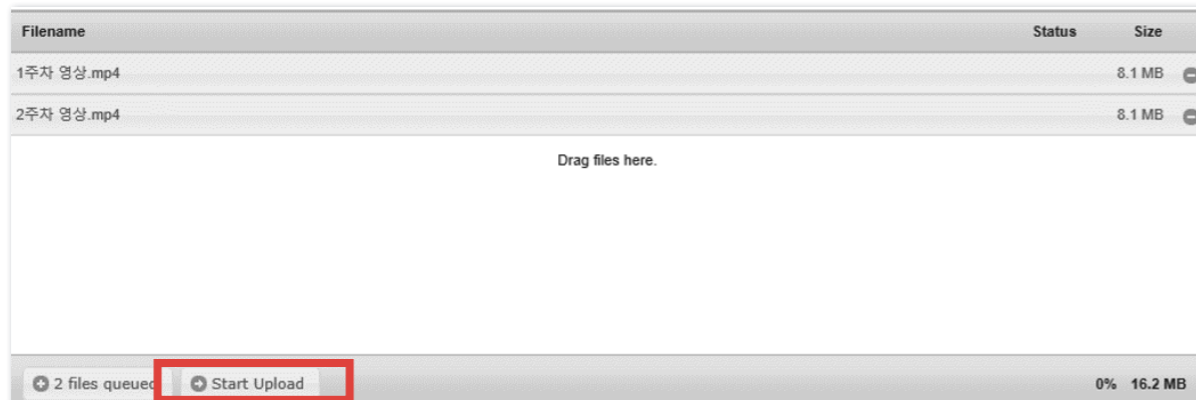 Filename Status Size
1주차 영상.mp4 8.1 MB
2주차 영상.mp4 8.1 MB
Drag files here.
2 files queued Start Upload 0% 16.2 MB